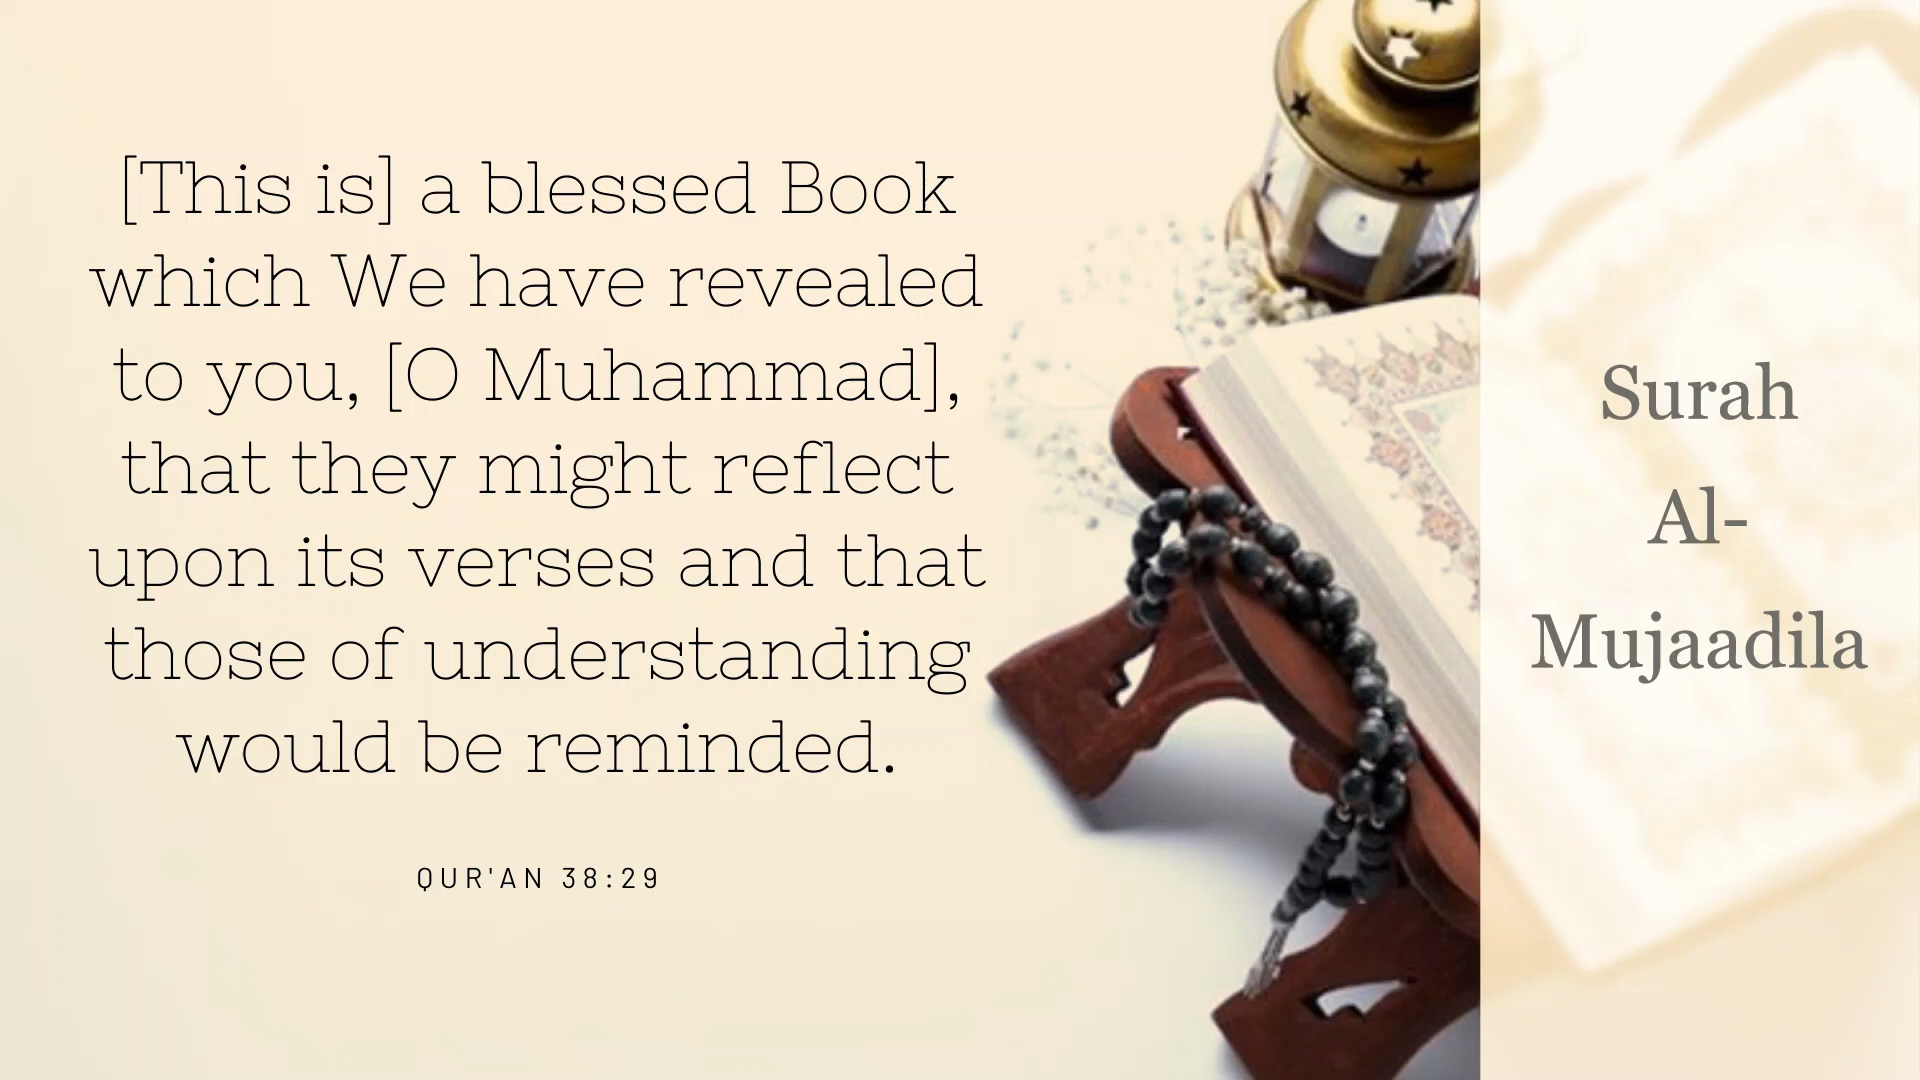 [This is] a blessed Book
which We have revealed
to you, [O Muhammad],
that they might reflect
upon its verses and that
those of understanding
would be reminded.
QUR'AN 38:29
Surah
Al-
Mujaadila